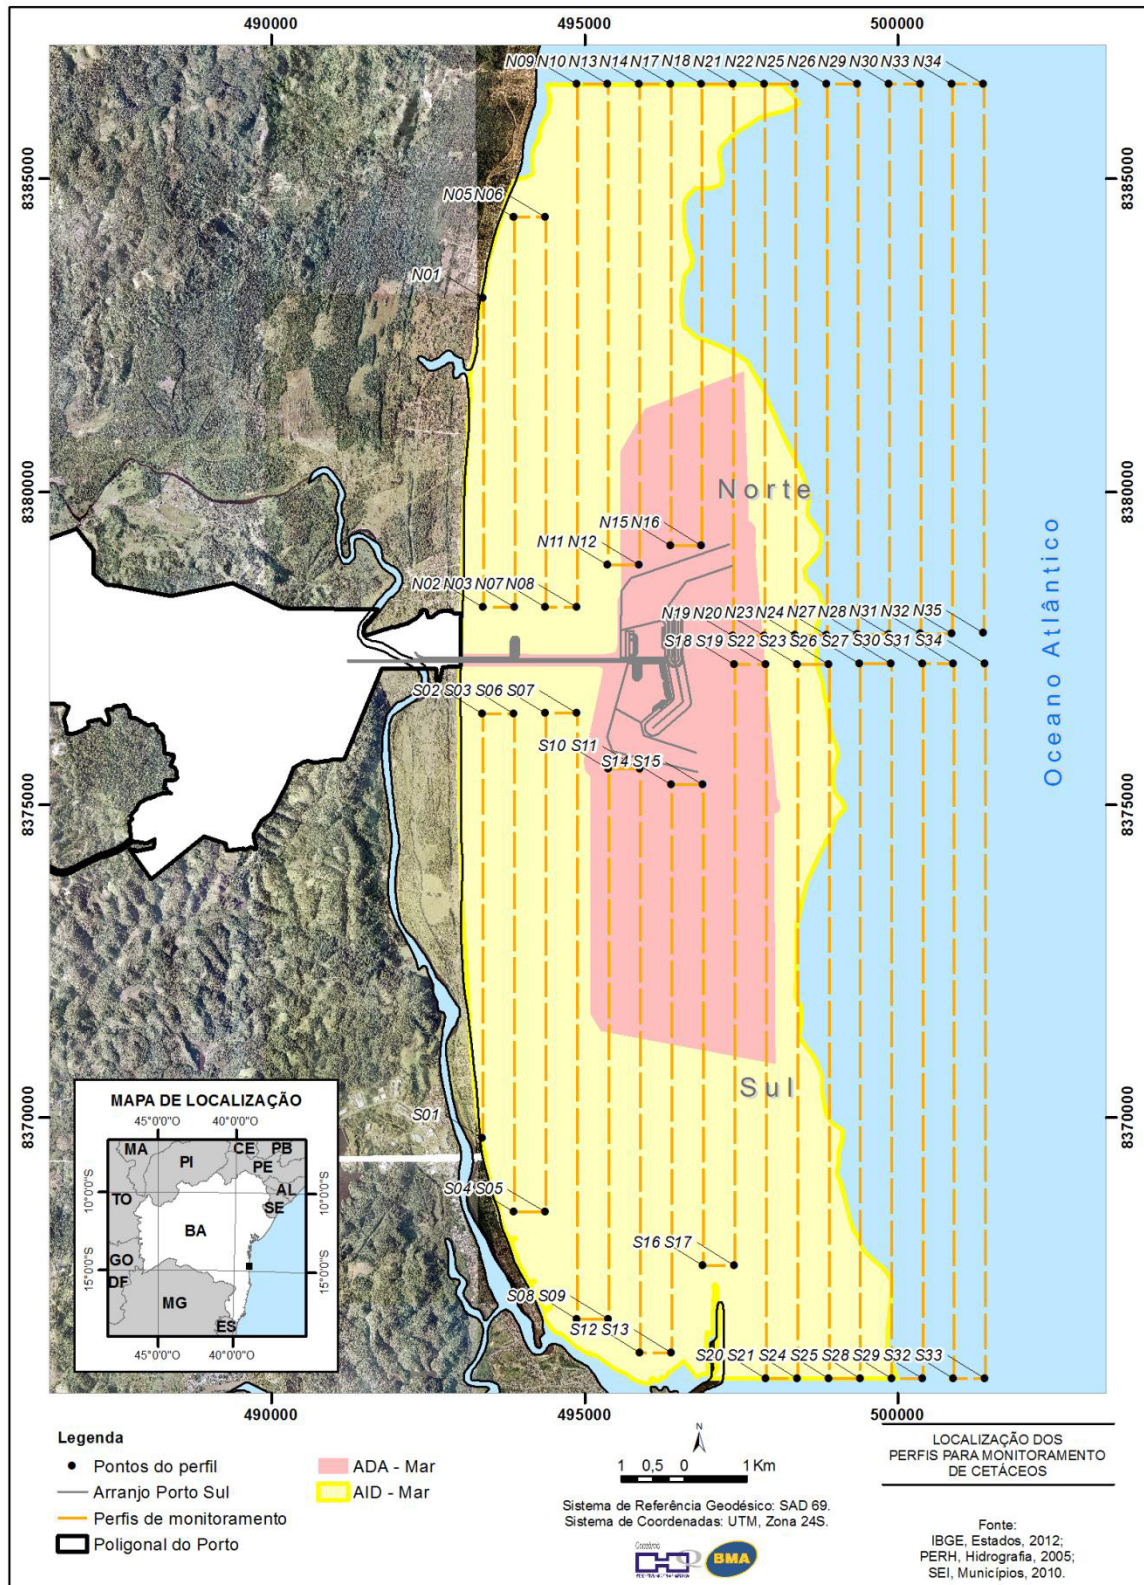 490000 495000 500000
N09 N10 N13 N14 N17 N18 N21 N22 N25 N26 N29 N30 N33 N34
8385000 8385000
N05 N06
N01
8380000 8380000
Norte
N15 N16
N11 N12
N02 N03 N07 N08
N19 N20 N23 N24 N27 N28 N31 N32 N35
S18 S19 S22 S23 S26 S27 S30 S31 S34
S02 S03 S06 S07
S10 S11
S14 S15
Oceano Atlântico
8375000 8375000
Sul
8370000 8370000
S01
S04 S05
S16 S17
S08 S09
S12 S13
S20 S21 S24 S25 S28 S29 S32 S33
MAPA DE LOCALIZAÇÃO
45°0'0"O 40°0'0"O
MA PI CE PB
PE
AL
TO SE
BA
GO
DF
MG
ES
10°0'0"S 10°0'0"S
15°0'0"S 15°0'0"S
45°0'0"O 40°0'0"O
490000 495000 500000
Legenda
Pontos do perfil
Arranjo Porto Sul
Perfis de monitoramento
Poligonal do Porto
ADA - Mar
AID - Mar
N
1 0,5 0 1 Km
Sistema de Referência Geodésico: SAD 69.
Sistema de Coordenadas: UTM, Zona 24S.
BMA
LOCALIZAÇÃO DOS
PERFIS PARA MONITORAMENTO
DE CETÁCEOS
Fonte:
IBGE, Estados, 2012;
PERH, Hidrografia, 2005;
SEI, Municípios, 2010.